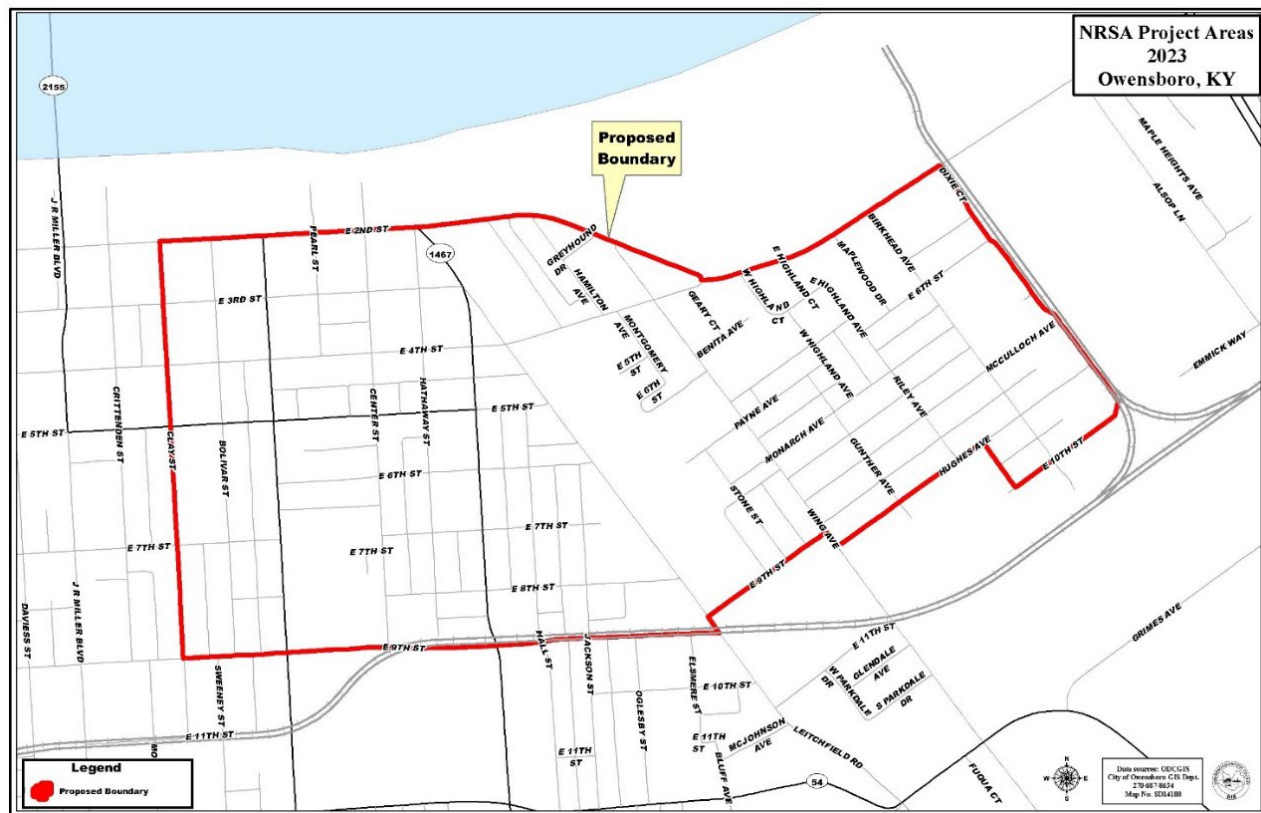 NRSA Project Areas
2023
Owensboro, KY
2155
Proposed
Boundary
MAPLE HEIGHTS AVE
ALSOP LN
DIXIE CT
J R MILLER BLVD
PEARL ST
E 2ND ST
1467
GREYHOUND
DR
HAMILTON
AVE
BIRKHEAD AVE
MAPLEWOOD DR
E HIGHLAND CT
W HIGHLAND
CT
E HIGHLAND AVE
E 6TH ST
E 3RD ST
GEARY CT
BENITA AVE
MONTGOMERY
AVE
W HIGHLAND AVE
MCCULLOCH AVE
EMMICK WAY
E 4TH ST
E 5TH
ST
E 6TH
ST
CRITTENDEN ST
CLAY ST
BOLIVAR ST
CENTER ST
HATHAWAY ST
E 5TH ST
E 5TH ST
PAYNE AVE
RILEY AVE
MONARCH AVE
GUNTHER AVE
HUGHES AVE
E 10TH ST
E 6TH ST
STONE ST
WING AVE
E 7TH ST
E 7TH ST
E 7TH ST
E 8TH ST
E 9TH ST
DAVIESS ST
J R MILLER BLVD
E 9TH ST
HALL ST
JACKSON ST
SWEENEY ST
E 11TH ST
GRIMES AVE
ELSMERE ST
E 10TH ST
OGLESBY ST
W PARKDALE
DR
GLENDALE
AVE
S PARKDALE
DR
E 11TH ST
MO
E 11TH
ST
E 11TH
ST
MCJOHNSON
AVE
LEITCHFIELD RD
BLUFF AVE
54
FUQUA CT
Legend
Proposed Boundary
N
W E
S
Data sources: ODCGIS
City of Owensboro GIS Dept.
270-687-8654
Map No. SD14100